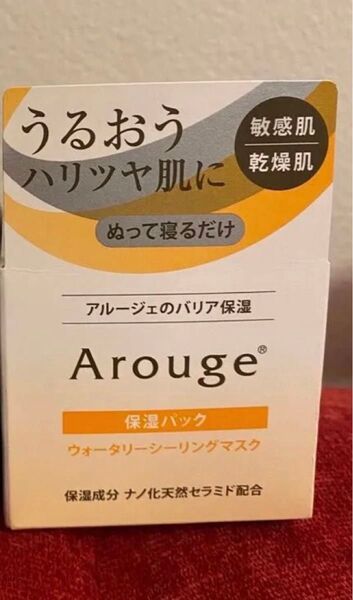 うるおう
ハリツヤ肌に
敏感肌
乾燥肌
ぬって寝るだけ
アルージェのバリア保湿
Arouge®
保湿パック
ウォータリーシーリングマスク
保湿成分 ナノ化天然セラミド配合